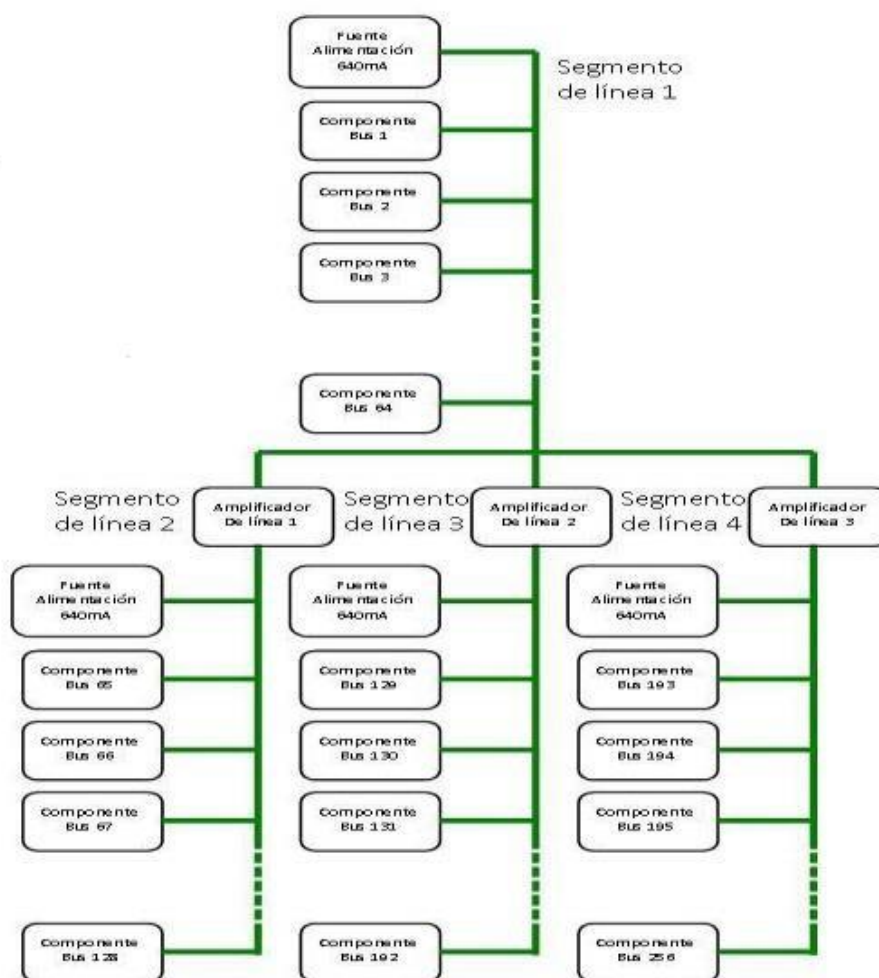 Fuente
Alimentación
640mA
Segmento
de línea 1
Componente
Bus 1
Componente
Bus 2
Componente
Bus 3
Componente
Bus 64
Segmento
de línea 2
Amplificador
De línea 1
Segmento
de línea 3
Amplificador
De línea 2
Segmento
de línea 4
Amplificador
De línea 3
Fuente
Alimentación
640mA
Fuente
Alimentación
640mA
Fuente
Alimentación
640mA
Componente
Bus 65
Componente
Bus 129
Componente
Bus 193
Componente
Bus 66
Componente
Bus 130
Componente
Bus 194
Componente
Bus 67
Componente
Bus 131
Componente
Bus 195
Componente
Bus 128
Componente
Bus 192
Componente
Bus 256